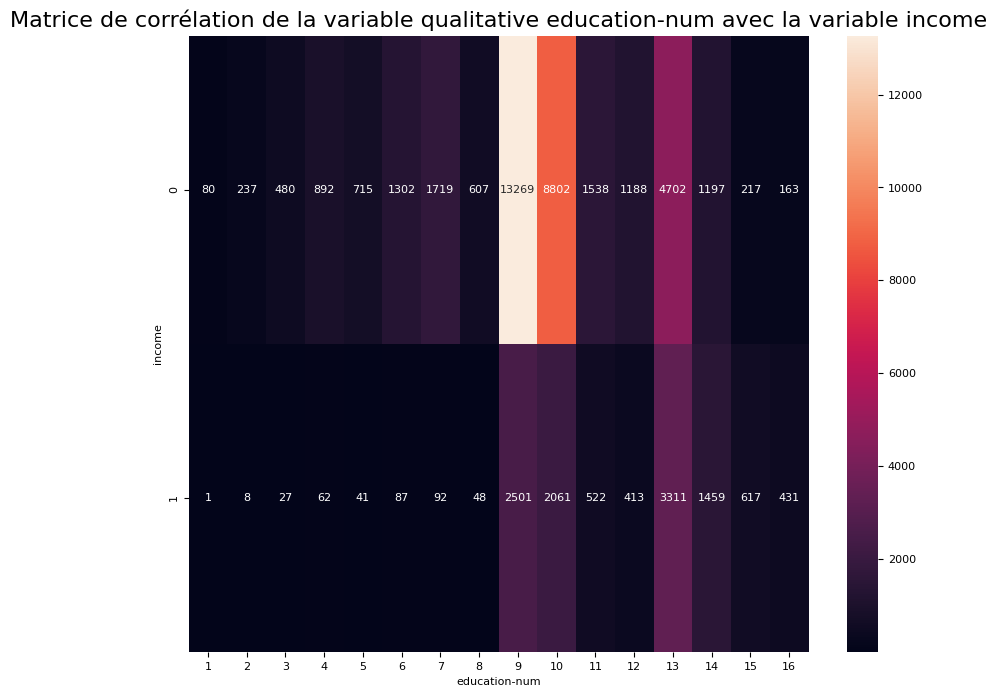 Matrice de corrélation de la variable qualitative education-num avec la variable income
12000
10000
8000
6000
4000
2000
income
0
80 237 480 892 715 1302 1719 607 13269 8802 1538 1188 4702 1197 217 163
1
1 8 27 62 41 87 92 48 2501 2061 522 413 3311 1459 617 431
1 2 3 4 5 6 7 8 9 10 11 12 13 14 15 16
education-num